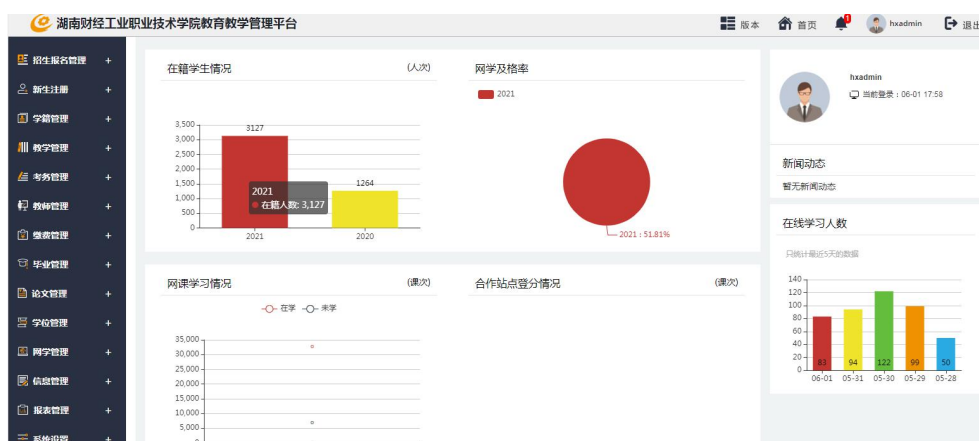 湖南财经工业职业技术学院教育教学管理平台
版本 首页 1 hxadmin 退出
招生报名管理 +
新生注册 +
学籍管理 +
教学管理 +
考务管理 +
教师管理 +
缴费管理 +
毕业管理 +
论文管理 +
学位管理 +
网学管理 +
信息管理 +
报表管理 +
系统设置 +
在籍学生情况 (人次)
3,500
3,000
2,500
2,000
1,500
1,000
500
0
3127
1264
2021
在籍人数: 3,127
2021 2020
网学及格率
2021
2021 : 51.81%
网课学习情况 (课次)
在学 未学
35,000
30,000
25,000
20,000
15,000
10,000
5,000
合作站点登分情况 (课次)
hxadmin
当前登录：06-01 17:58
新闻动态
暂无新闻动态
在线学习人数
只统计最近5天的数据
140
120
100
80
60
40
20
0
83 94 122 99 50
06-01 05-31 05-30 05-29 05-28